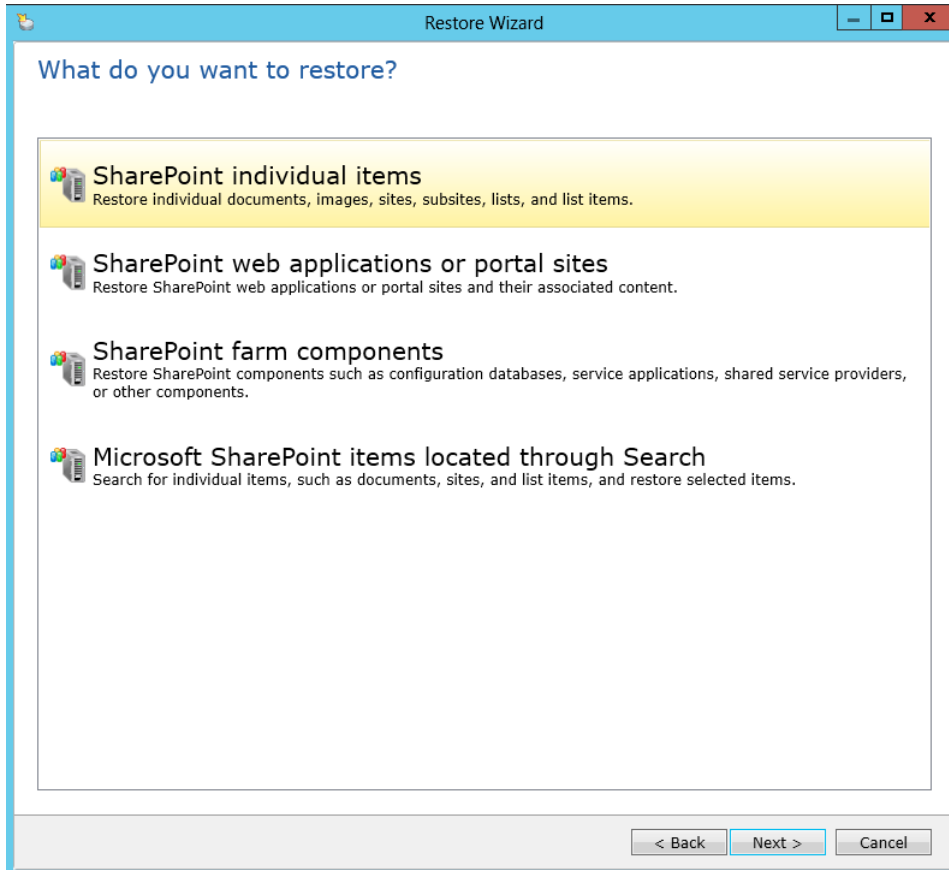 Restore Wizard
What do you want to restore?
SharePoint individual items
Restore individual documents, images, sites, subsites, lists, and list items.
SharePoint web applications or portal sites
Restore SharePoint web applications or portal sites and their associated content.
SharePoint farm components
Restore SharePoint components such as configuration databases, service applications, shared service providers,
or other components.
Microsoft SharePoint items located through Search
Search for individual items, such as documents, sites, and list items, and restore selected items.
< Back Next > Cancel